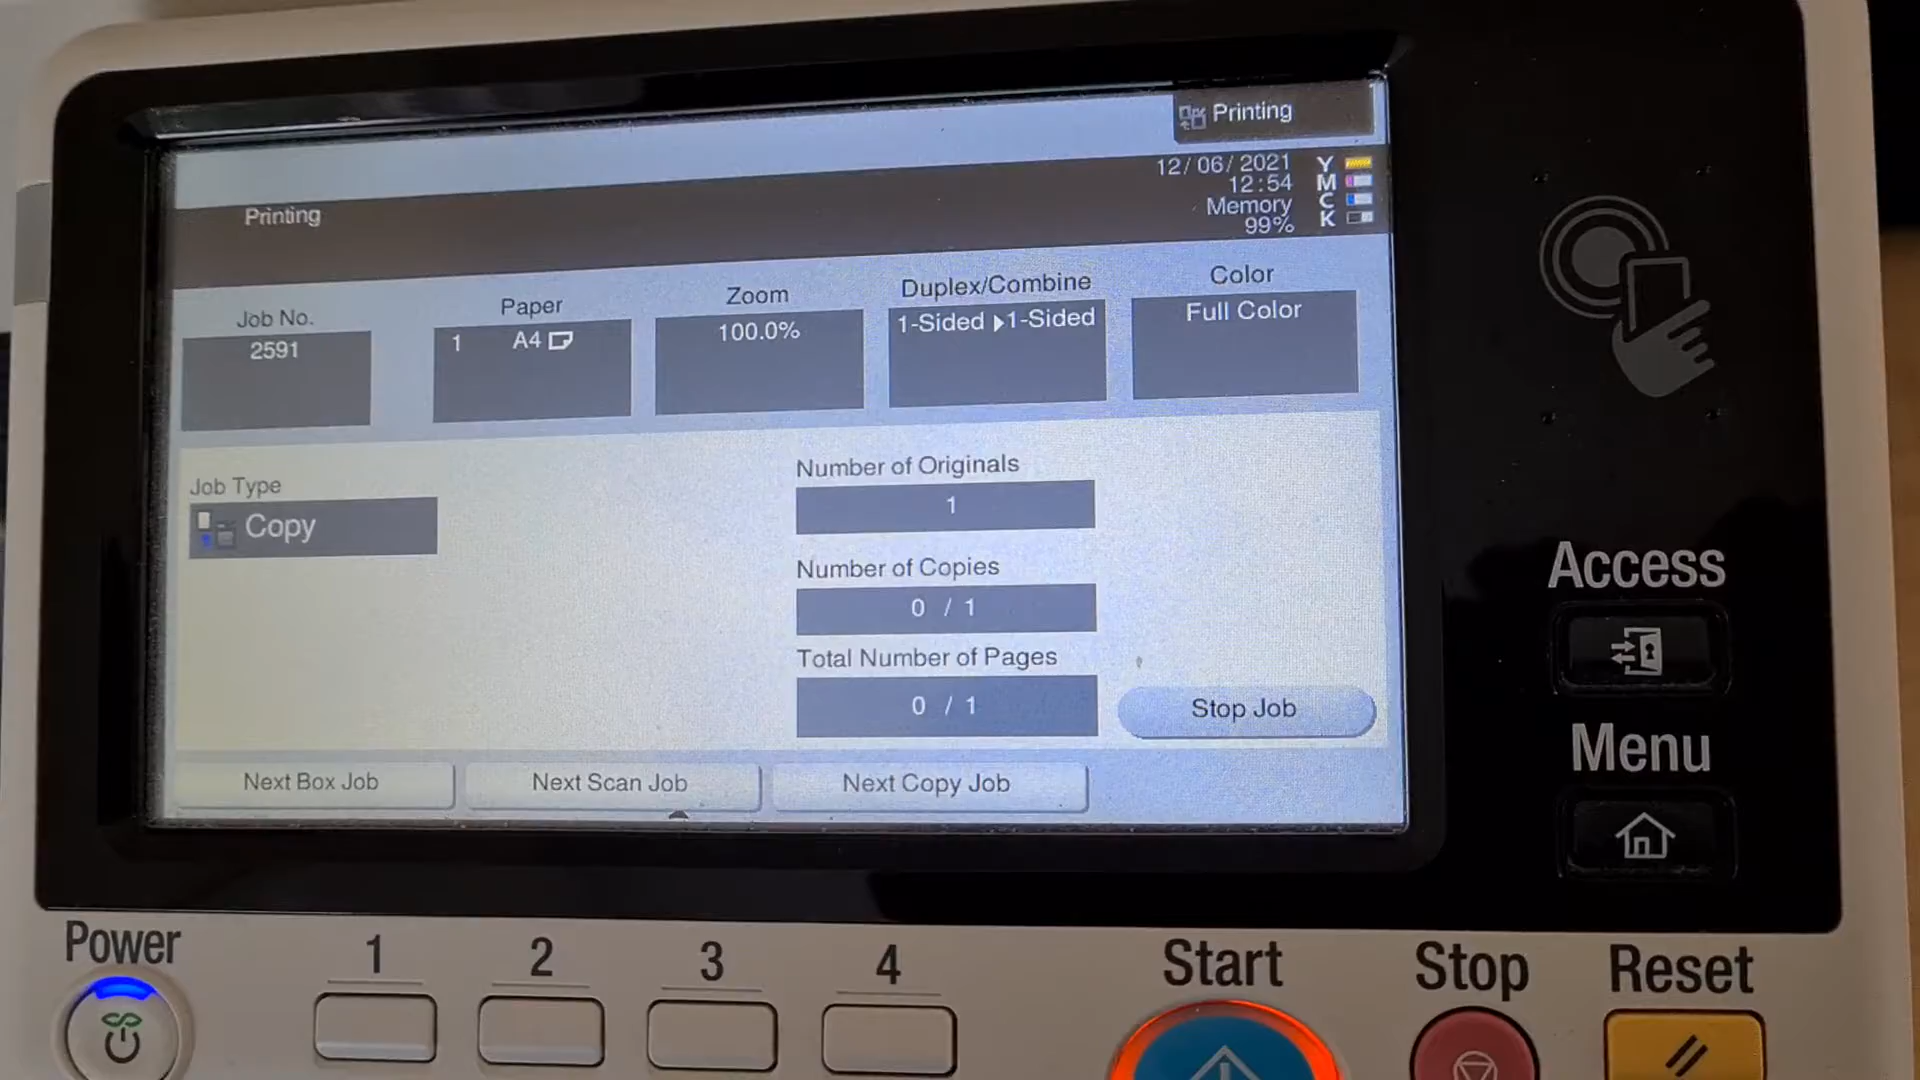 Printing
12/06/2021
12:54
Memory
99%
Y
M
C
K
Printing
Job No.
2591
Paper
1 A4
Zoom
100.0%
Duplex/Combine
1-Sided ▸1-Sided
Color
Full Color
Job Type
Copy
Number of Originals
1
Number of Copies
0 / 1
Total Number of Pages
0 / 1
Stop Job
Next Box Job
Next Scan Job
Next Copy Job
Access
Menu
Power
1
2
3
4
Start
Stop
Reset